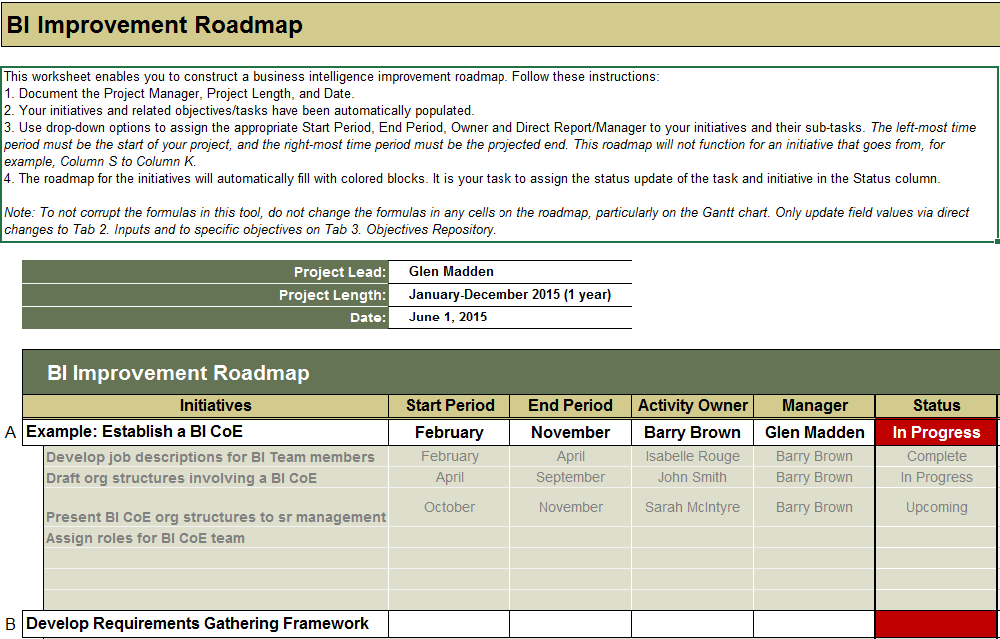 BI Improvement Roadmap
This worksheet enables you to construct a business intelligence improvement roadmap. Follow these instructions:
1. Document the Project Manager, Project Length, and Date.
2. Your initiatives and related objectives/tasks have been automatically populated.
3. Use drop-down options to assign the appropriate Start Period, End Period, Owner and Direct Report/Manager to your initiatives and their sub-tasks. The left-most time
period must be the start of your project, and the right-most time period must be the projected end. This roadmap will not function for an initiative that goes from, for
example, Column S to Column K.
4. The roadmap for the initiatives will automatically fill with colored blocks. It is your task to assign the status update of the task and initiative in the Status column.
Note: To not corrupt the formulas in this tool, do not change the formulas in any cells on the roadmap, particularly on the Gantt chart. Only update field values via direct
changes to Tab 2. Inputs and to specific objectives on Tab 3. Objectives Repository.
Project Lead: Glen Madden
Project Length: January-December 2015 (1 year)
Date: June 1, 2015
BI Improvement Roadmap
Initiatives Start Period End Period Activity Owner Manager Status
A Example: Establish a BI CoE February November Barry Brown Glen Madden In Progress
Develop job descriptions for BI Team members February April Isabelle Rouge Barry Brown Complete
Draft org structures involving a BI CoE April September John Smith Barry Brown In Progress
Present BI CoE org structures to sr management October November Sarah McIntyre Barry Brown Upcoming
Assign roles for BI CoE team
B Develop Requirements Gathering Framework